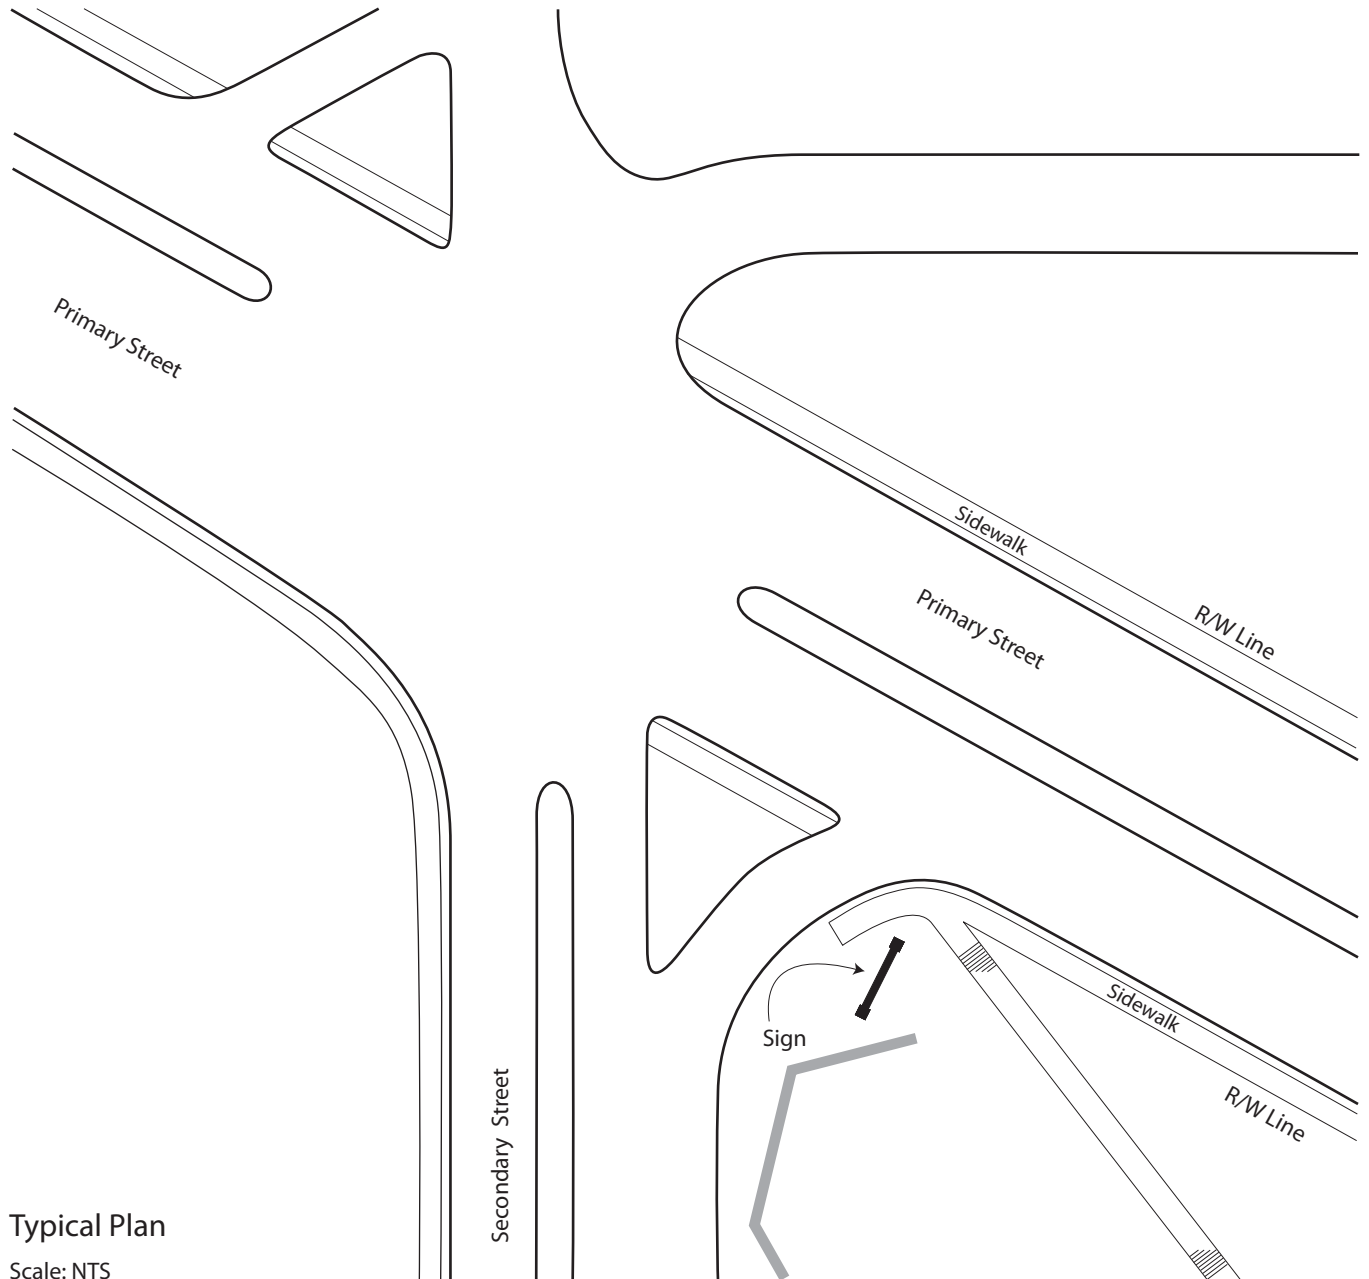 Primary Street
Sidewalk
Primary Street
R/W Line
Sidewalk
Sign
R/W Line
Secondary Street
Typical Plan
Scale: NTS